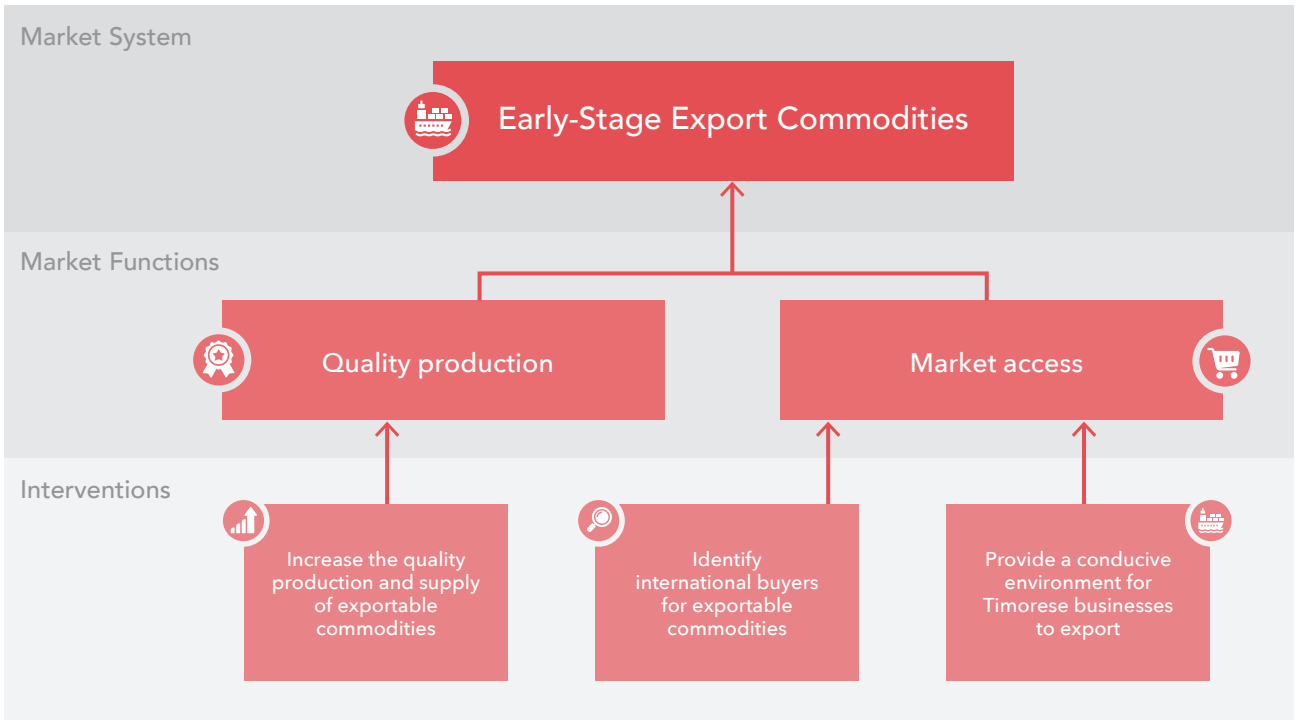 Market System
Early-Stage Export Commodities
Market Functions
Quality production
Market access
Interventions
Increase the quality
production and supply
of exportable
commodities
Identify
international buyers
for exportable
commodities
Provide a conducive
environment for
Timorese businesses
to export